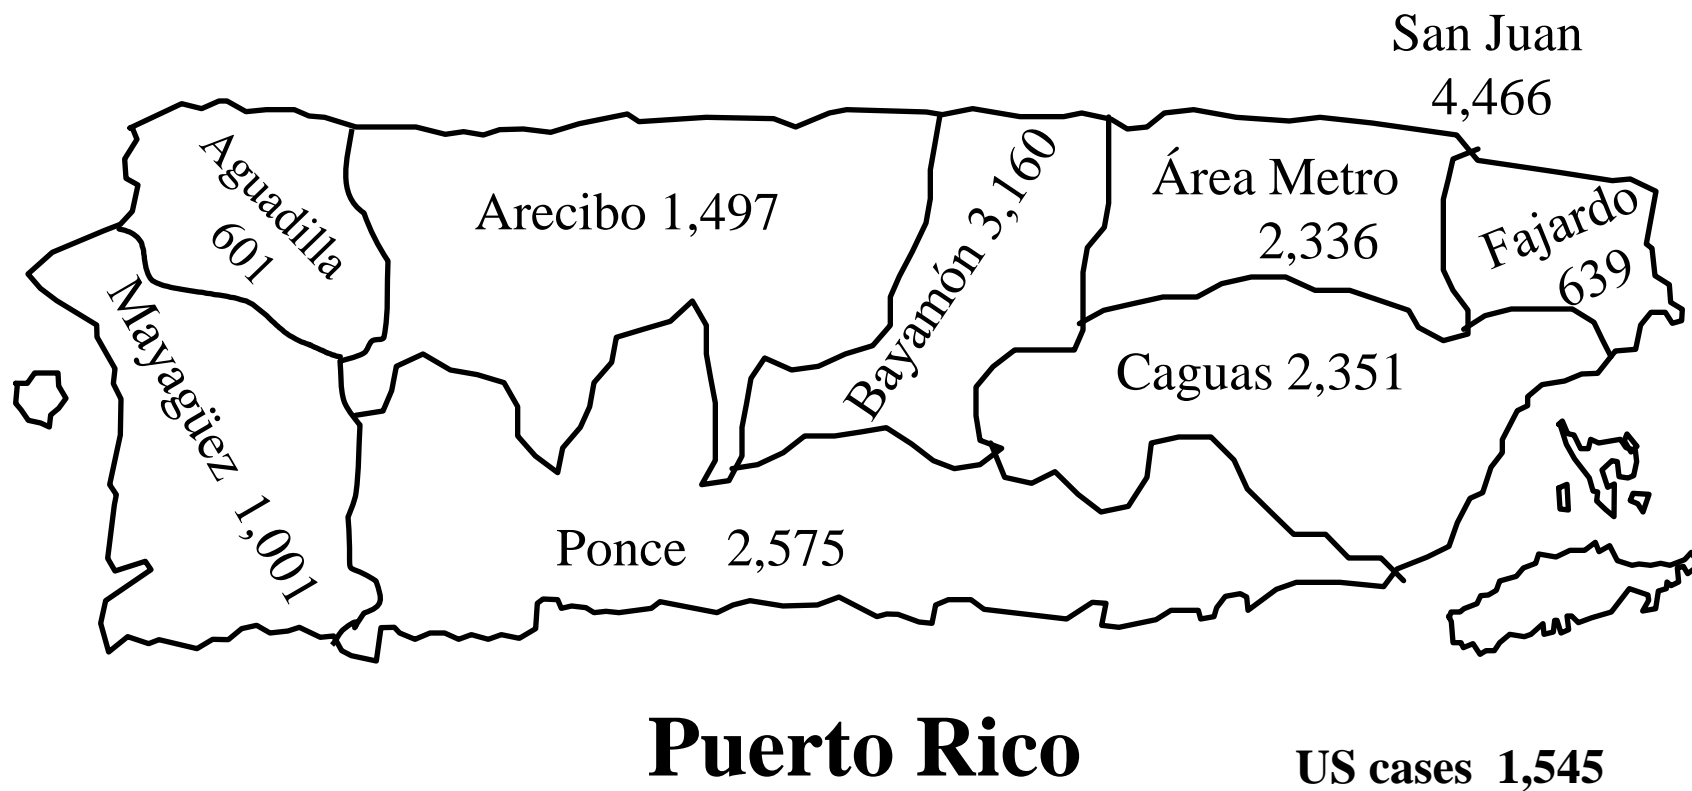 San Juan
4,466
Aguadilla
601
Arecibo 1,497
Bayamón 3,160
Área Metro
2,336
Fajardo
639
Mayagüez 1,001
Caguas 2,351
Ponce 2,575
Puerto Rico
US cases 1,545